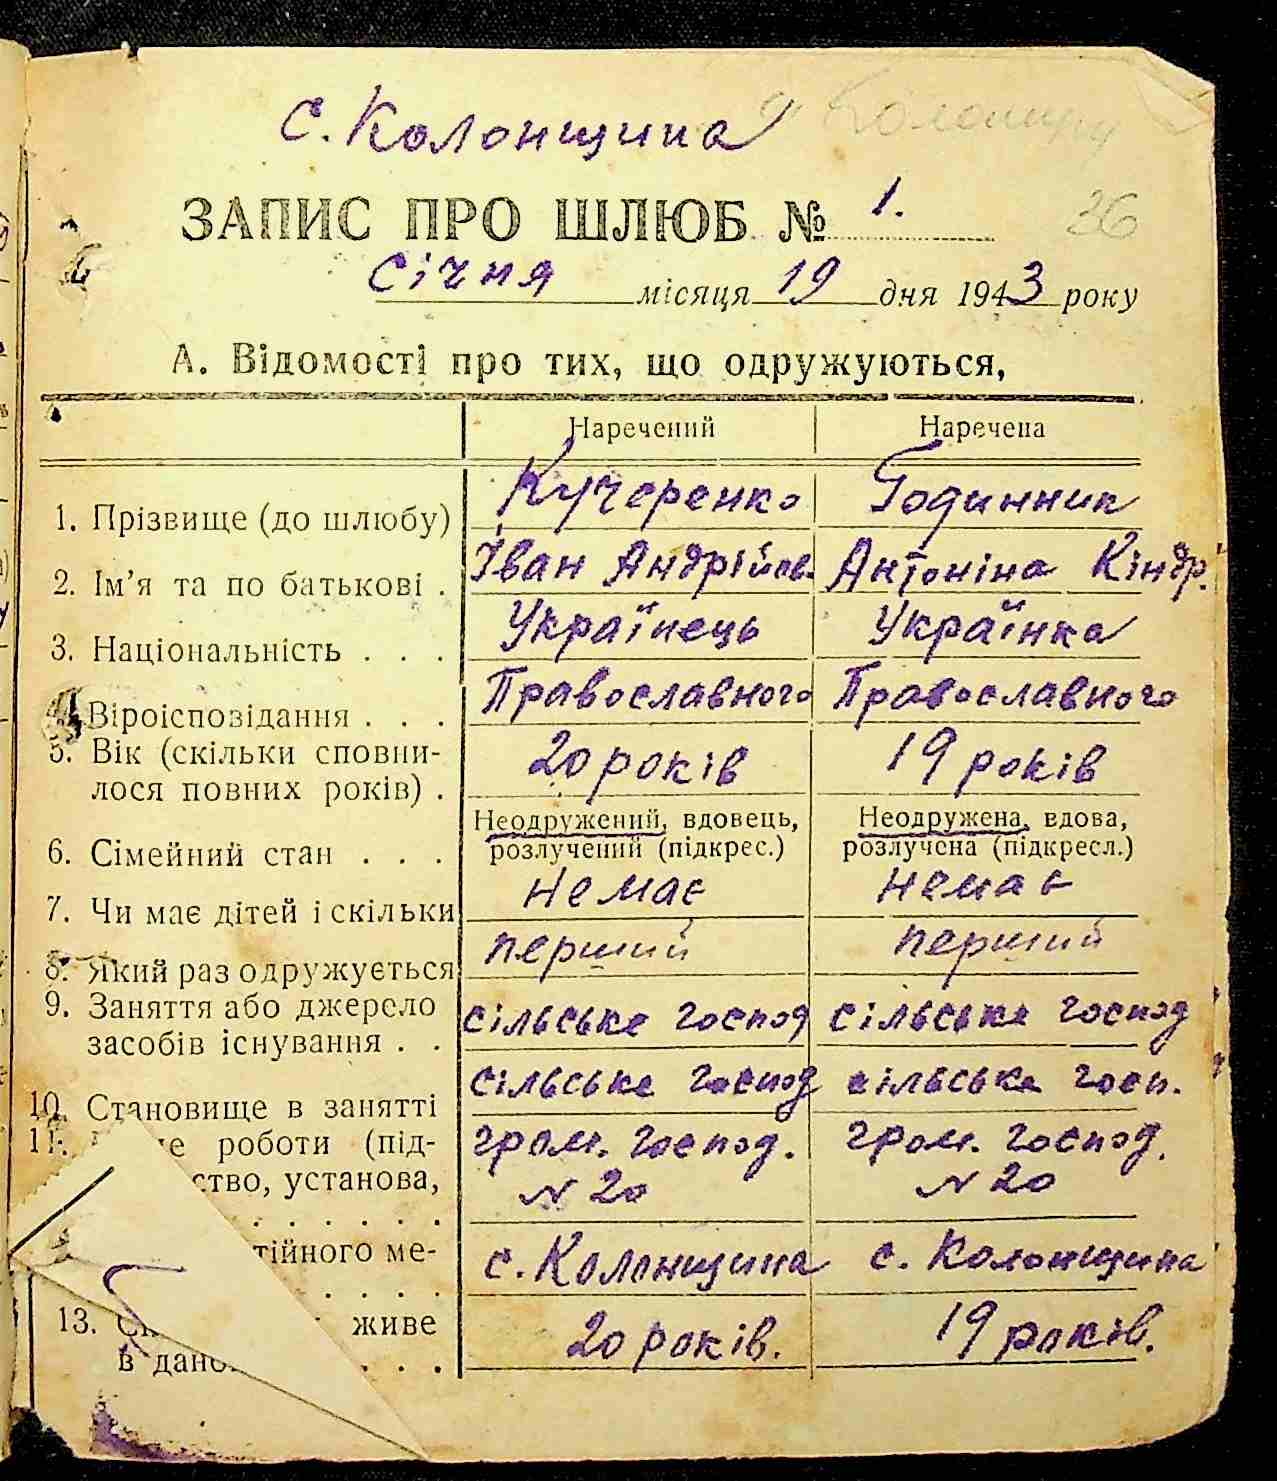 с. Колонщина
36
ЗАПИС ПРО ШЛЮБ № 1.
Січня місяця 19 дня 1943 року
А. Відомості про тих, що одружуються,
Наречений Наречена
1. Прізвище (до шлюбу) Кучеренко Годинник
2. Ім'я та по батькові . Іван Андрійов. Антоніна Кіндр.
3. Національність . . . Українець Українка
4. Віроісповідання . . . Православного Православного
5. Вік (скільки сповни-
лося повних років) . 20 років 19 років
Неодружений, вдовець, Неодружена, вдова,
6. Сімейний стан . . . розлучений (підкрес.) розлучена (підкресл.)
7. Чи має дітей і скільки немає немає
8. Який раз одружується перший перший
9. Заняття або джерело
засобів існування . . сільське господ сільське господ
10. Становище в занятті сільське господ сільське госп.
11. роботи (під- гром. господ. гром. господ.
ство, установа, N 20 N 20
. . . . . .
тійного ме- с. Колонщина с. Колонщина
. . . .
13. живе
в дано . . . 20 років. 19 років.